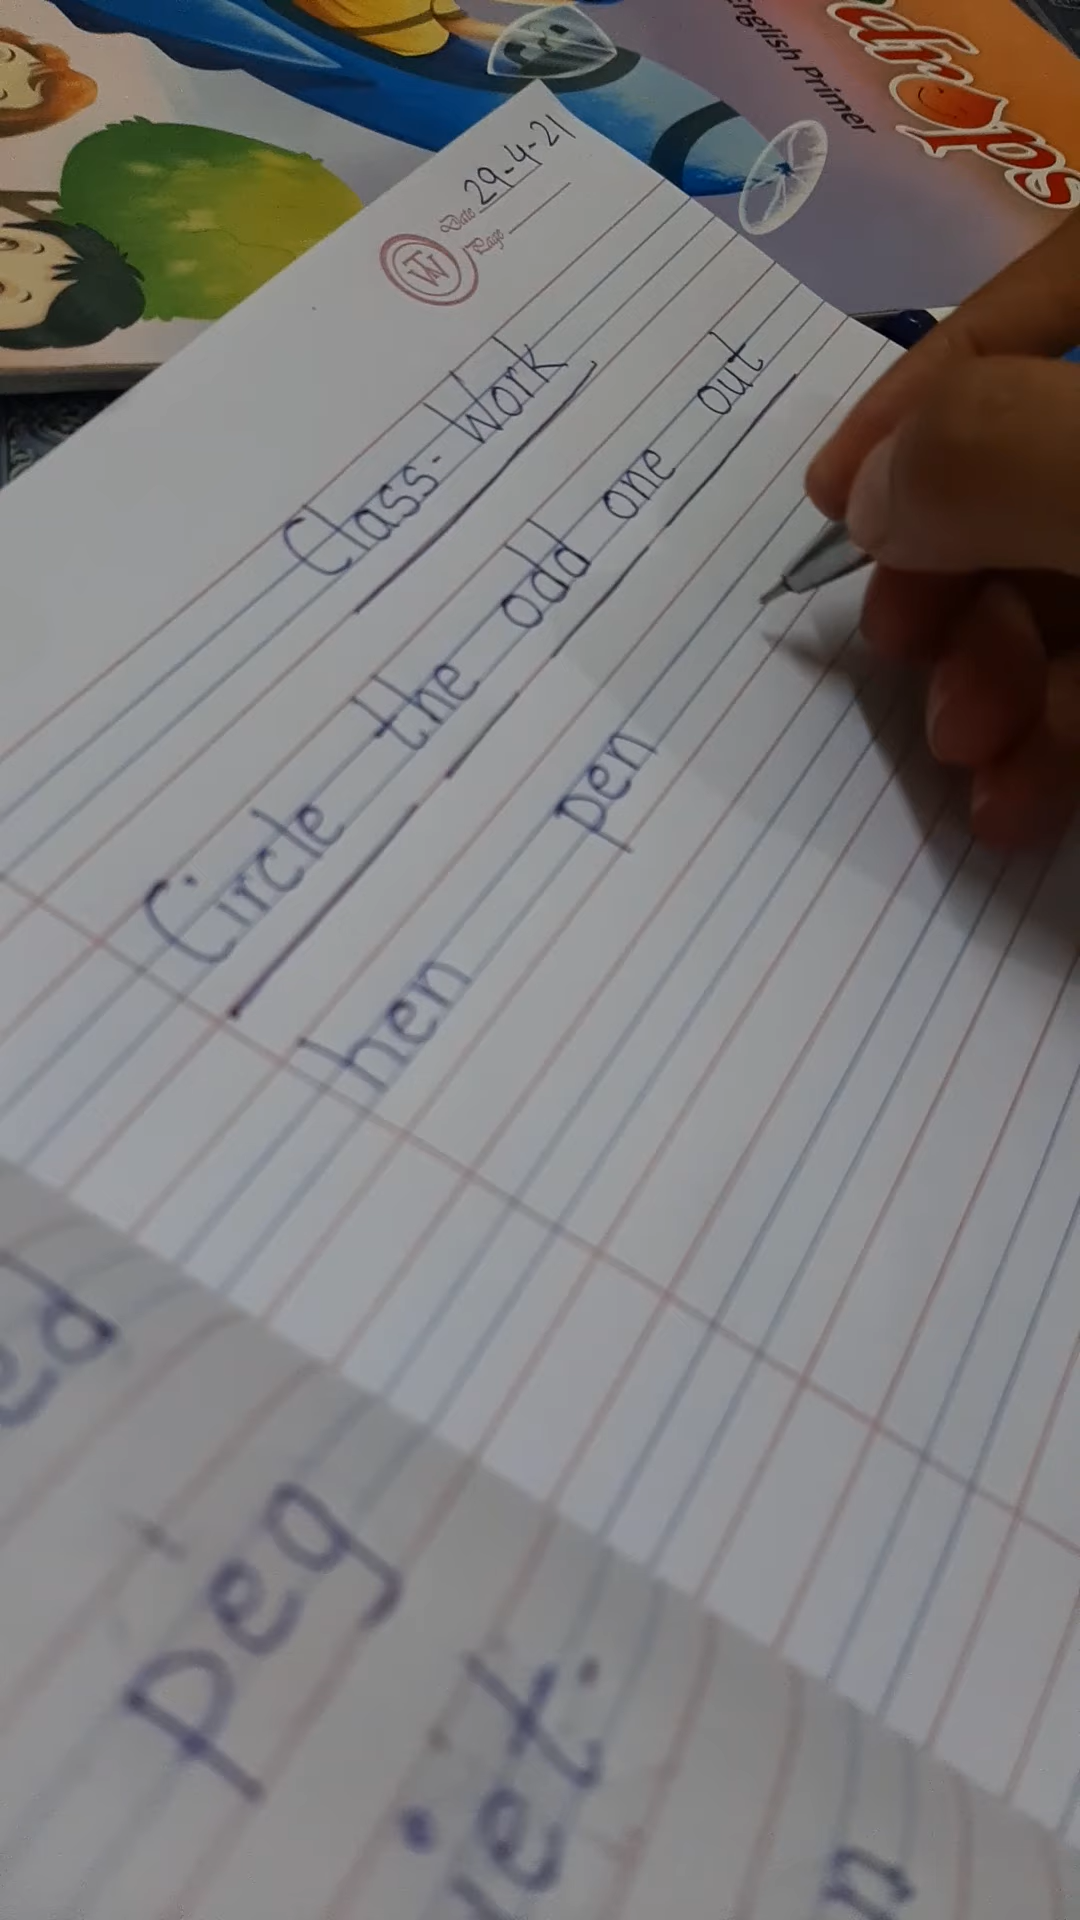 English Primer
29-4-21
Date
Page
Class-Work
Circle the odd one out
hen pen
peg